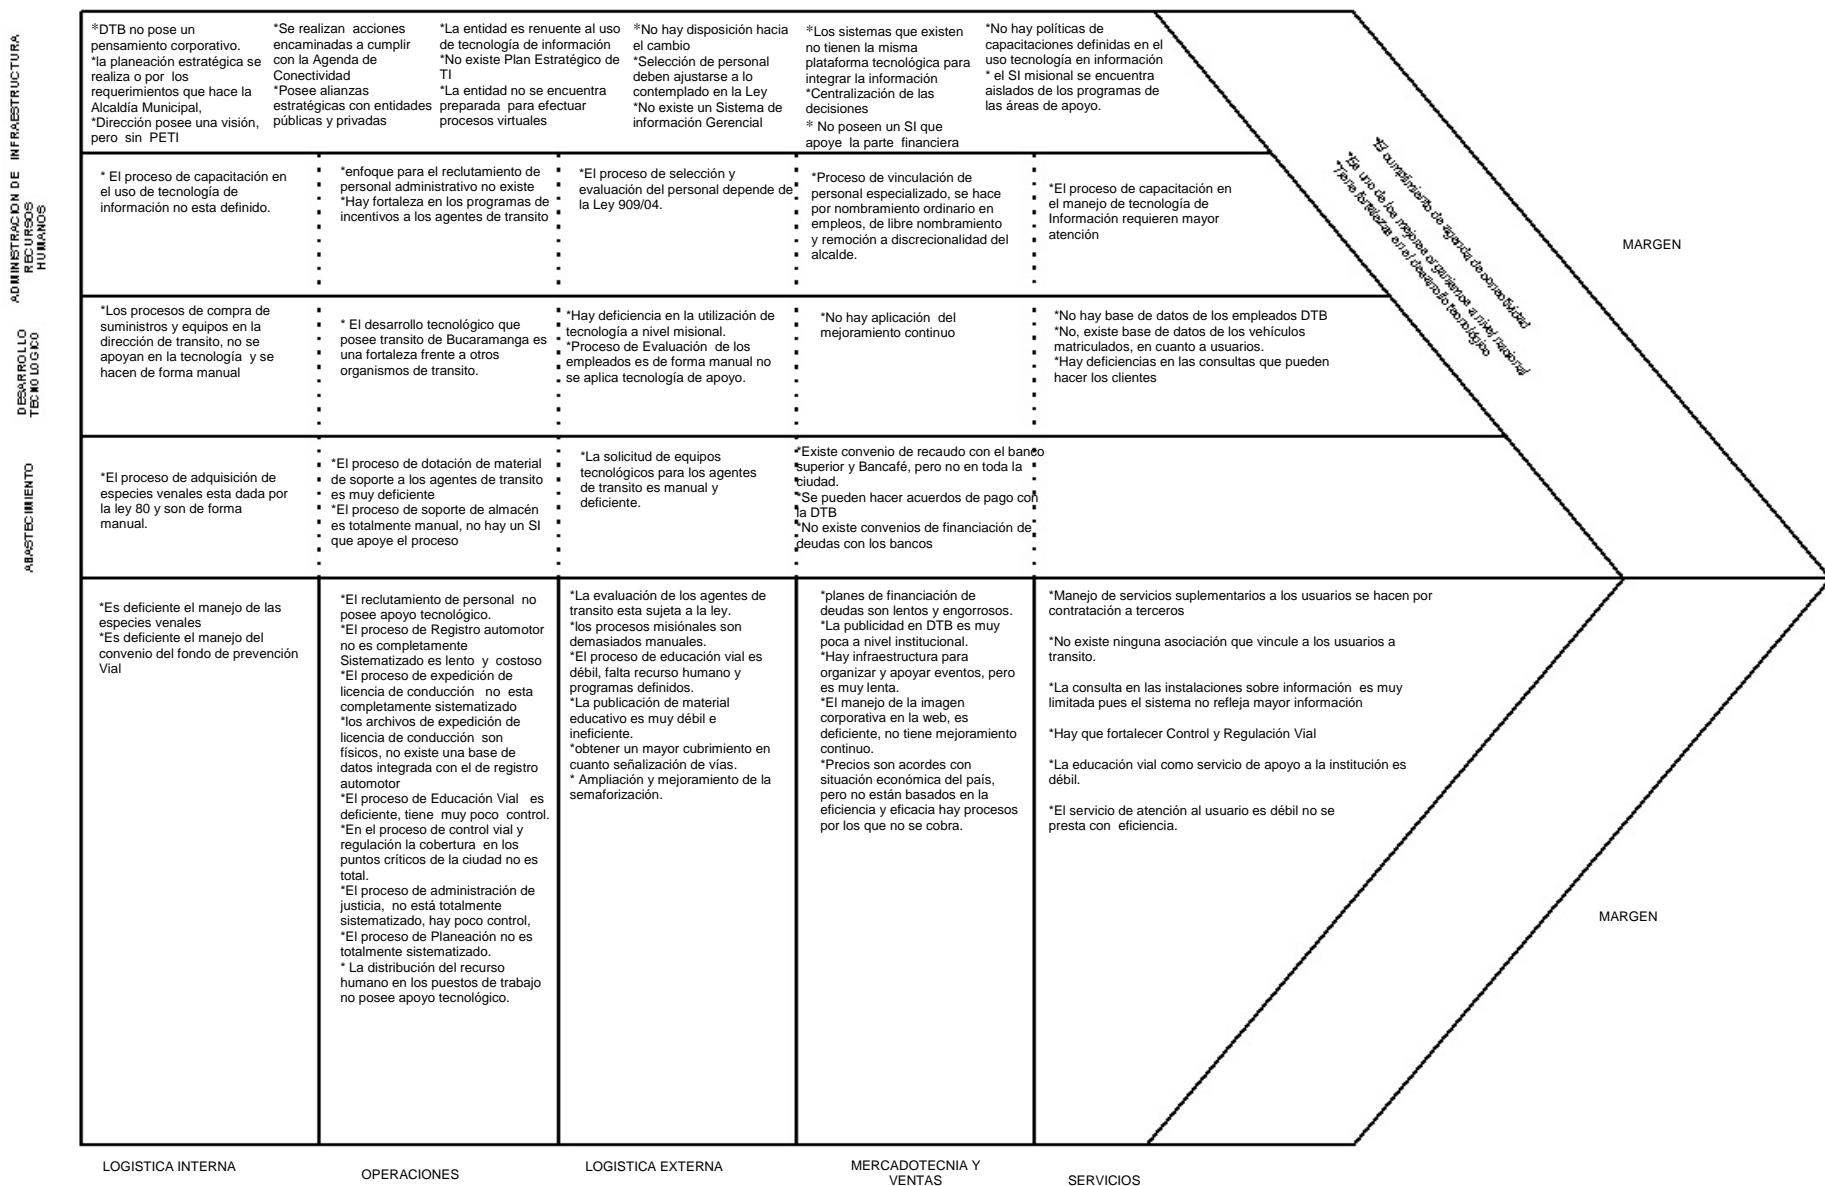 INFRAESTRUCTURA
*DTB no pose un
pensamiento corporativo.
*la planeación estratégica se
realiza o por  los
requerimientos que hace la
Alcaldía Municipal,
*Dirección posee una visión,
pero  sin  PETI
*Se realizan  acciones
encaminadas a cumplir
con la Agenda de
Conectividad
*Posee alianzas
estratégicas con entidades
públicas y privadas
*La entidad es renuente al uso
de tecnología de información
*No existe Plan Estratégico de
TI
*La entidad no se encuentra
preparada  para efectuar
procesos virtuales
*No hay disposición hacia
el cambio
*Selección de personal
deben ajustarse a lo
contemplado en la Ley
*No existe un Sistema de
información Gerencial
*Los sistemas que existen
no tienen la misma
plataforma tecnológica para
integrar la información
*Centralización de las
decisiones
* No poseen un SI que
apoye  la parte  financiera
*No hay políticas de
capacitaciones definidas en el
uso tecnología en información
* el SI misional se encuentra
aislados de los programas de
las áreas de apoyo.
ADMINISTRACION DE
RECURSOS
HUMANOS
* El proceso de capacitación en
el uso de tecnología de
información no esta definido.
*enfoque para el reclutamiento de
personal administrativo no existe
*Hay fortaleza en los programas de
incentivos a los agentes de transito
*El proceso de selección y
evaluación del personal depende de
la Ley 909/04.
*Proceso de vinculación de
personal especializado, se hace
por nombramiento ordinario en
empleos, de libre nombramiento
y remoción a discrecionalidad del
alcalde.
*El proceso de capacitación en
el manejo de tecnología de
Información requieren mayor
atención
*El cumplimiento de agenda de conectividad
*Es uno de los mejores organismos a nivel nacional
*Tiene fortalezas en el desarrollo tecnológico
MARGEN
DESARROLLO
TECNOLOGICO
*Los procesos de compra de
suministros y equipos en la
dirección de transito, no se
apoyan en la tecnología  y se
hacen de forma manual
* El desarrollo tecnológico que
posee transito de Bucaramanga es
una fortaleza frente a otros
organismos de transito.
*Hay deficiencia en la utilización de
tecnología a nivel misional.
*Proceso de Evaluación  de los
empleados es de forma manual no
se aplica tecnología de apoyo.
*No hay aplicación  del
mejoramiento continuo
*No hay base de datos de los empleados DTB
*No, existe base de datos de los vehículos
matriculados, en cuanto a usuarios.
*Hay deficiencias en las consultas que pueden
hacer los clientes
ABASTECIMIENTO
*El proceso de adquisición de
especies venales esta dada por
la ley 80 y son de forma
manual.
*El proceso de dotación de material
de soporte a los agentes de transito
es muy deficiente
*El proceso de soporte de almacén
es totalmente manual, no hay un SI
que apoye el proceso
*La solicitud de equipos
tecnológicos para los agentes
de transito es manual y
deficiente.
*Existe convenio de recaudo con el banco
superior y Bancafé, pero no en toda la
ciudad.
*Se pueden hacer acuerdos de pago con
la DTB
*No existe convenios de financiación de
deudas con los bancos
*Es deficiente el manejo de las
especies venales
*Es deficiente el manejo del
convenio del fondo de prevención
Vial
*El reclutamiento de personal  no
posee apoyo tecnológico.
*El proceso de Registro automotor
no es completamente
Sistematizado es lento  y costoso
*El proceso de expedición de
licencia de conducción   no esta
completamente sistematizado
*los archivos de expedición de
licencia de conducción  son
físicos, no existe una base de
datos integrada con el de registro
automotor
*El proceso de Educación Vial   es
deficiente, tiene  muy poco  control.
*En el proceso de control vial y
regulación la cobertura  en los
puntos críticos de la ciudad no es
total.
*El proceso de administración de
justicia,  no está totalmente
sistematizado, hay poco control,
*El proceso de Planeación no es
totalmente sistematizado.
* La distribución del recurso
humano en los puestos de trabajo
no posee apoyo tecnológico.
*La evaluación de los agentes de
transito esta sujeta a la ley.
*los procesos misiónales son
demasiados manuales.
*El proceso de educación vial es
débil, falta recurso humano y
programas definidos.
*La publicación de material
educativo es muy débil e
ineficiente.
*obtener un mayor cubrimiento en
cuanto señalización de vías.
* Ampliación y mejoramiento de la
semaforización.
*planes de financiación de
deudas son lentos y engorrosos.
*La publicidad en DTB es muy
poca a nivel institucional.
*Hay infraestructura para
organizar y apoyar eventos, pero
es muy lenta.
*El manejo de la imagen
corporativa en la web, es
deficiente, no tiene mejoramiento
continuo.
*Precios son acordes con
situación económica del país,
pero no están basados en la
eficiencia y eficacia hay procesos
por los que no se cobra.
*Manejo de servicios suplementarios a los usuarios se hacen por
contratación a terceros
*No existe ninguna asociación que vincule a los usuarios a
transito.
*La consulta en las instalaciones sobre información  es muy
limitada pues el sistema no refleja mayor información
*Hay que fortalecer Control y Regulación Vial
*La educación vial como servicio de apoyo a la institución es
débil.
*El servicio de atención al usuario es débil no se
presta con  eficiencia.
MARGEN
LOGISTICA INTERNA
OPERACIONES
LOGISTICA EXTERNA
MERCADOTECNIA Y
VENTAS
SERVICIOS